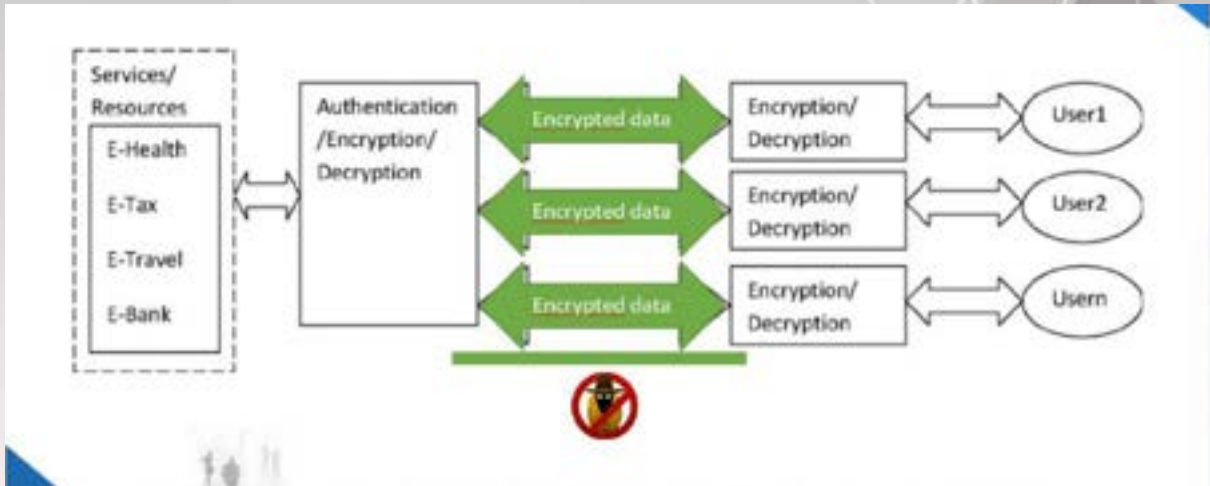 Services/
Resources
E-Health
E-Tax
E-Travel
E-Bank
Authentication
/Encryption/
Decryption
Encrypted data
Encrypted data
Encrypted data
Encryption/
Decryption
Encryption/
Decryption
Encryption/
Decryption
User1
User2
Usern